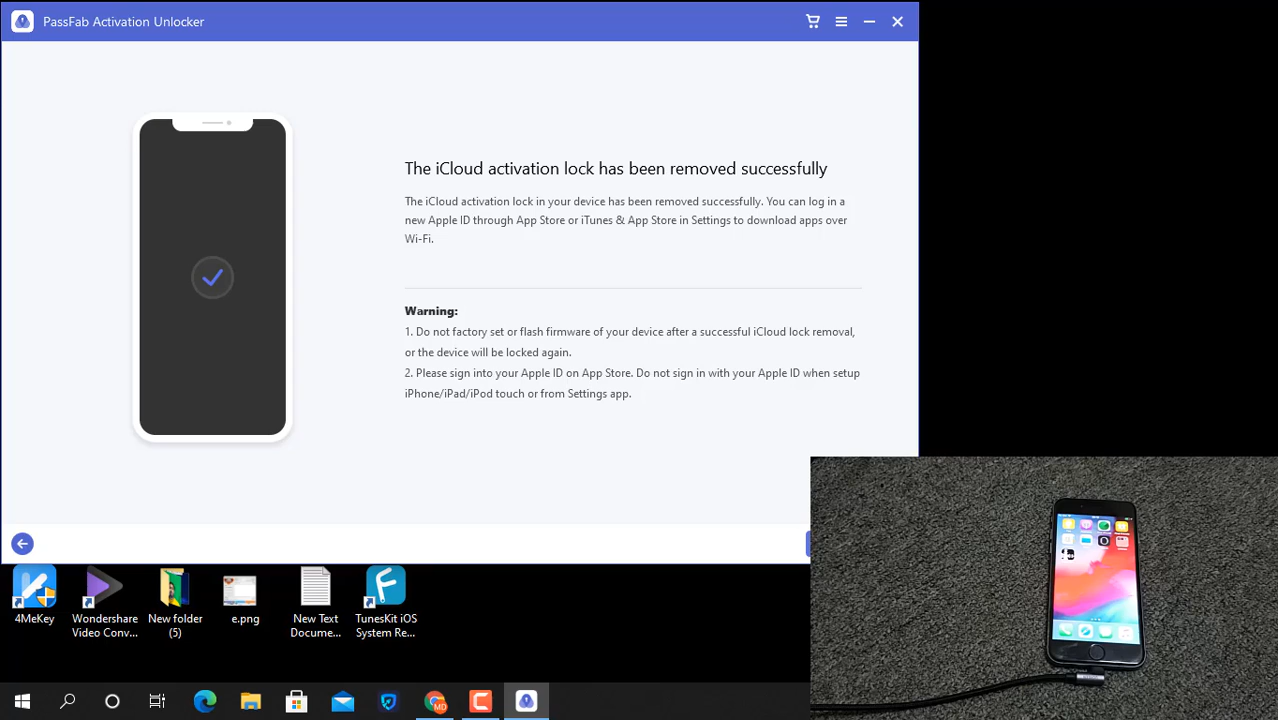 PassFab Activation Unlocker
The iCloud activation lock has been removed successfully
The iCloud activation lock in your device has been removed successfully. You can log in a
new Apple ID through App Store or iTunes & App Store in Settings to download apps over
Wi-Fi.
Warning:
1. Do not factory set or flash firmware of your device after a successful iCloud lock removal,
or the device will be locked again.
2. Please sign into your Apple ID on App Store. Do not sign in with your Apple ID when setup
iPhone/iPad/iPod touch or from Settings app.
4MeKey
Wondershare
Video Conv...
New folder
(5)
e.png
New Text
Docume...
TunesKit iOS
System Re...
MD